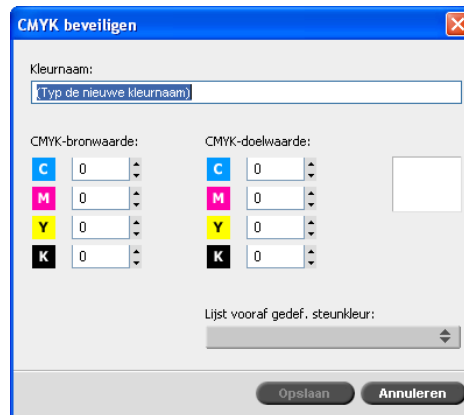 CMYK beveiligen
Kleurnaam:
(Typ de nieuwe kleurnaam)
CMYK-bronwaarde: CMYK-doelwaarde:
C 0 C 0
M 0 M 0
Y 0 Y 0
K 0 K 0
Lijst vooraf gedef. steunkleur:
Opslaan Annuleren